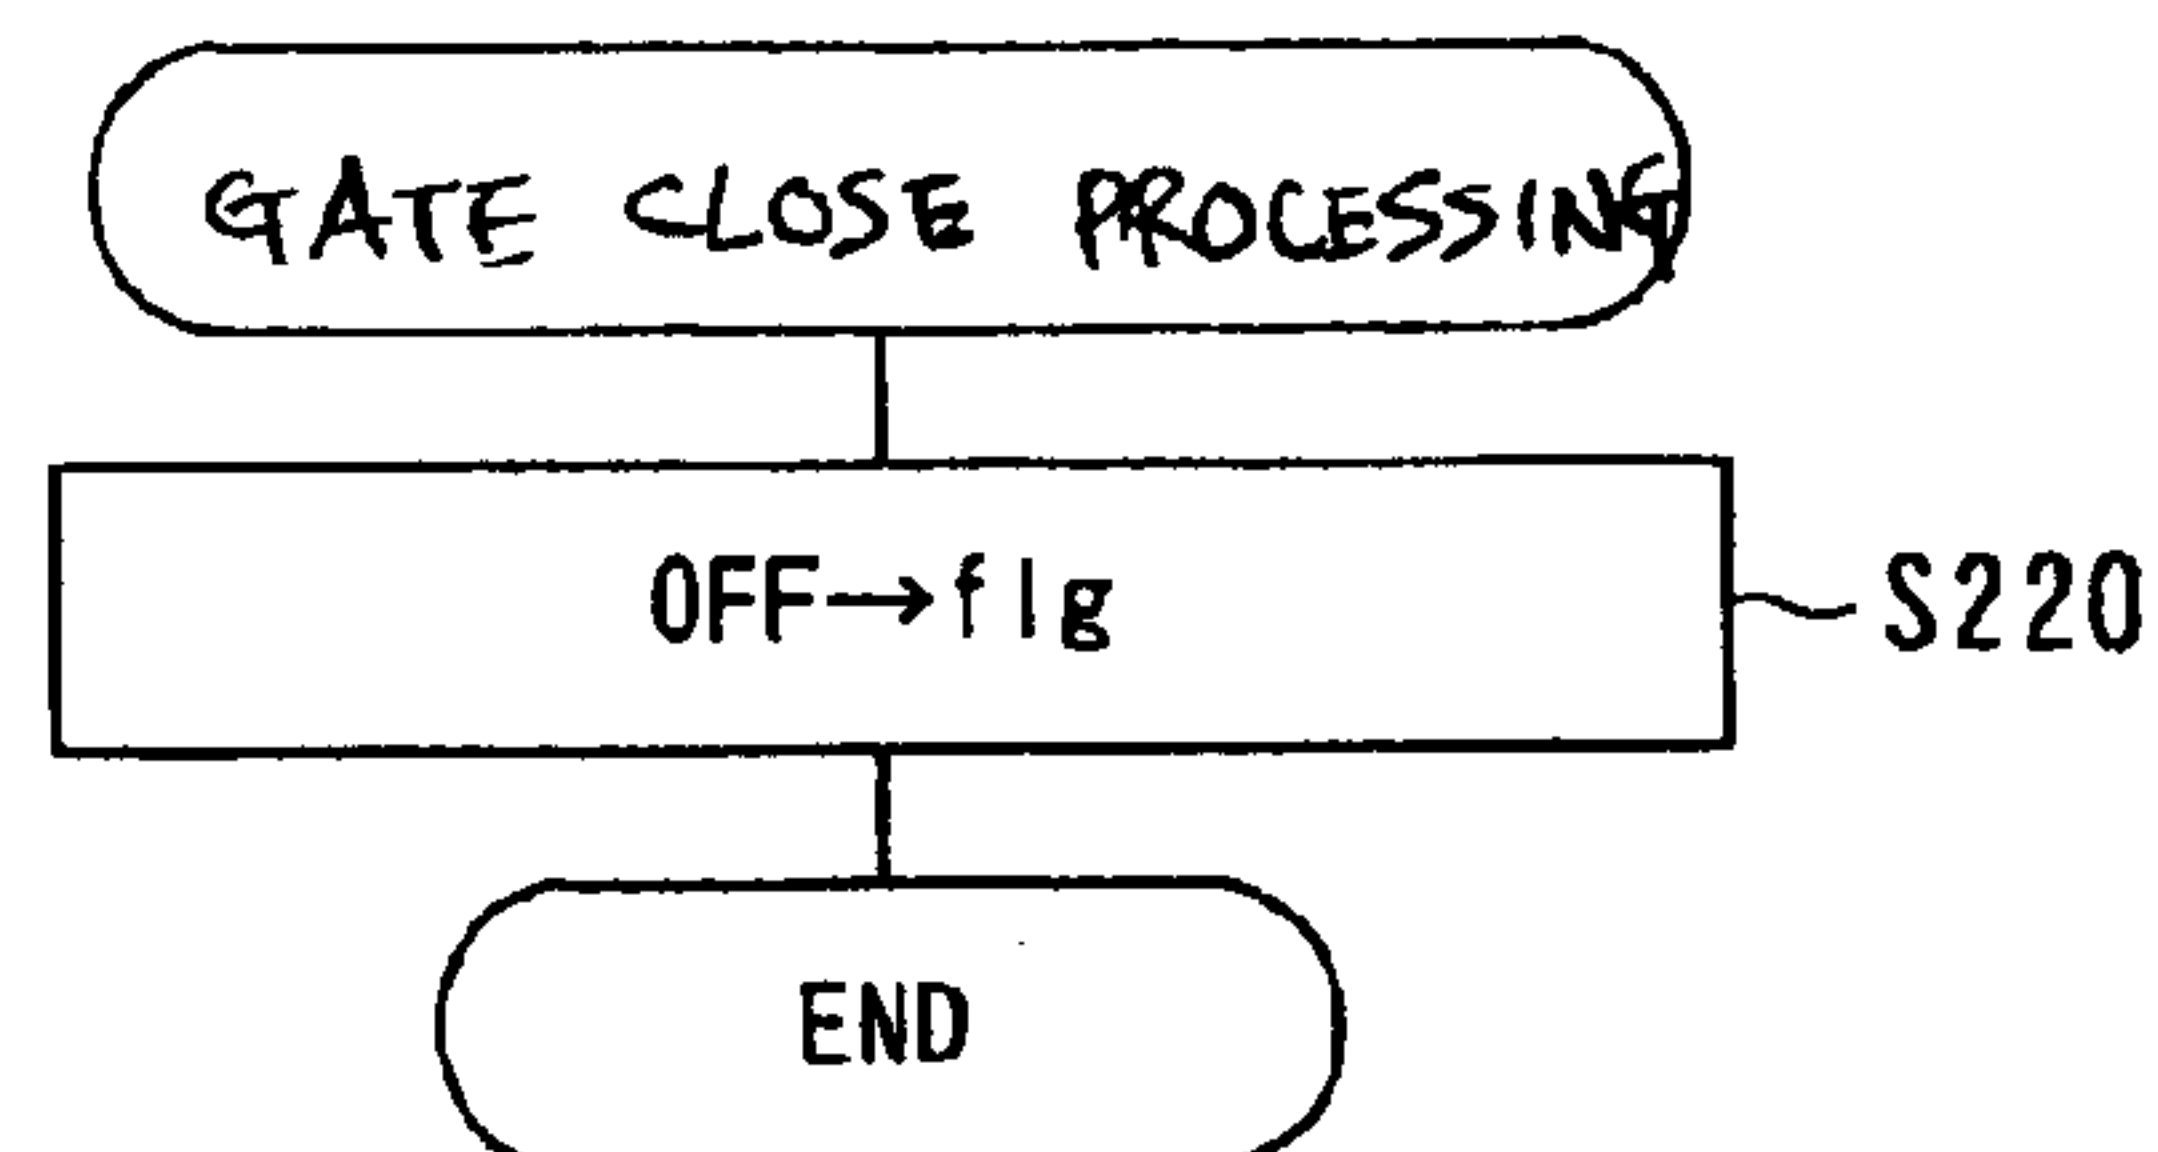 GATE CLOSE PROCESSING
OFF→flg
S220
END